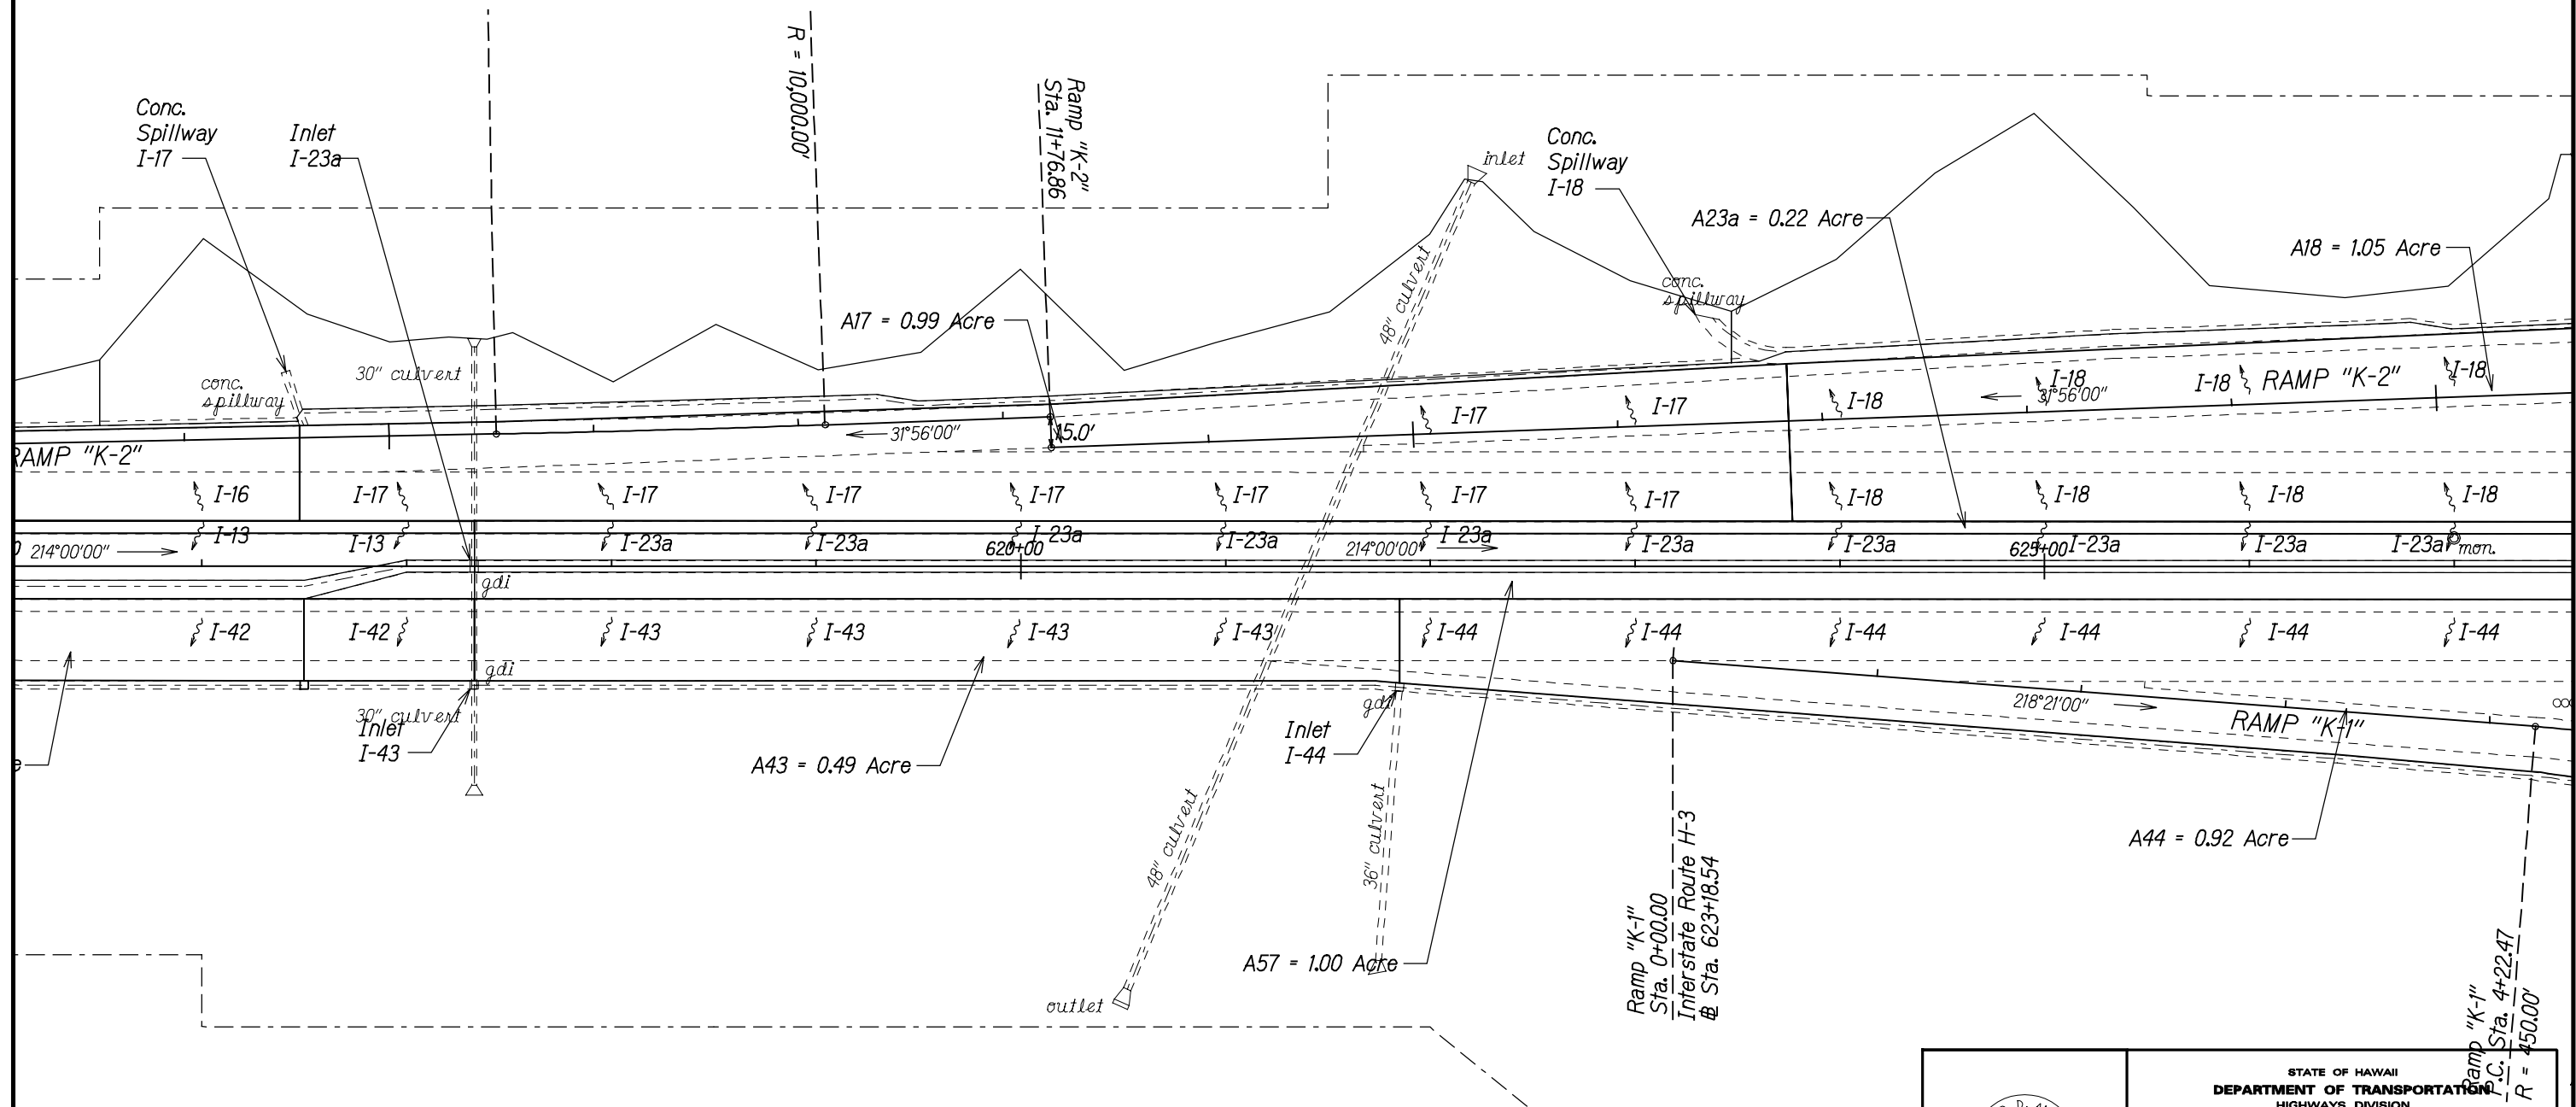 Conc.
Spillway
I-17
Inlet
I-23a
R = 10,000.00'
Ramp "K-2"
Sta. 11+76.86
inlet
Conc.
Spillway
I-18
A23a = 0.22 Acre
A18 = 1.05 Acre
A17 = 0.99 Acre
48" culvert
conc.
spillway
30" culvert
conc.
spillway
31°56'00"
15.0'
I-17
I-17
I-18
I-18
31°56'00"
I-18
RAMP "K-2"
I-18
RAMP "K-2"
I-16
I-17
I-17
I-17
I-17
I-17
I-17
I-17
I-18
I-18
I-18
I-18
214°00'00"
I-13
I-13
I-23a
I-23a
620+00
I-23a
I-23a
214°00'00"
I-23a
I-23a
I-23a
625+00
I-23a
I-23a
I-23a
mon.
gdi
I-42
I-42
I-43
I-43
I-43
I-43
I-44
I-44
I-44
I-44
I-44
I-44
gdi
30" culvert
Inlet
I-43
A43 = 0.49 Acre
gdi
Inlet
I-44
218°21'00"
RAMP "K-1"
48" culvert
36" culvert
A44 = 0.92 Acre
A57 = 1.00 Acre
outlet
Ramp "K-1"
Sta. 0+00.00
Interstate Route H-3
Sta. 623+18.54
Ramp "K-1"
P.C. Sta. 4+22.47
R = 450.00'
STATE OF HAWAII
DEPARTMENT OF TRANSPORTATION
HIGHWAYS DIVISION